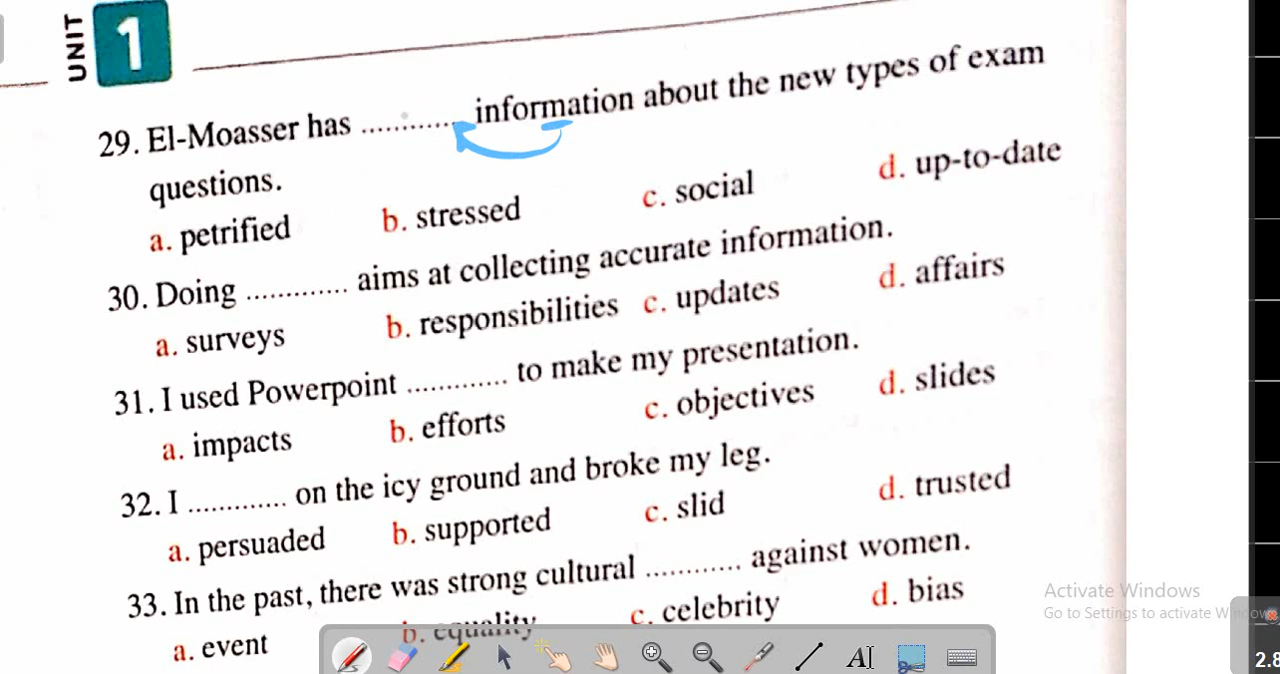 UNIT 1
29. El-Moasser has ............. information about the new types of exam
questions.
a. petrified b. stressed c. social d. up-to-date
30. Doing ............. aims at collecting accurate information.
a. surveys b. responsibilities c. updates d. affairs
31. I used Powerpoint ............. to make my presentation.
a. impacts b. efforts c. objectives d. slides
32. I ............. on the icy ground and broke my leg.
a. persuaded b. supported c. slid d. trusted
33. In the past, there was strong cultural ............ against women.
a. event b. equality c. celebrity d. bias
Activate Windows
Go to Settings to activate Windows
AI
2.8